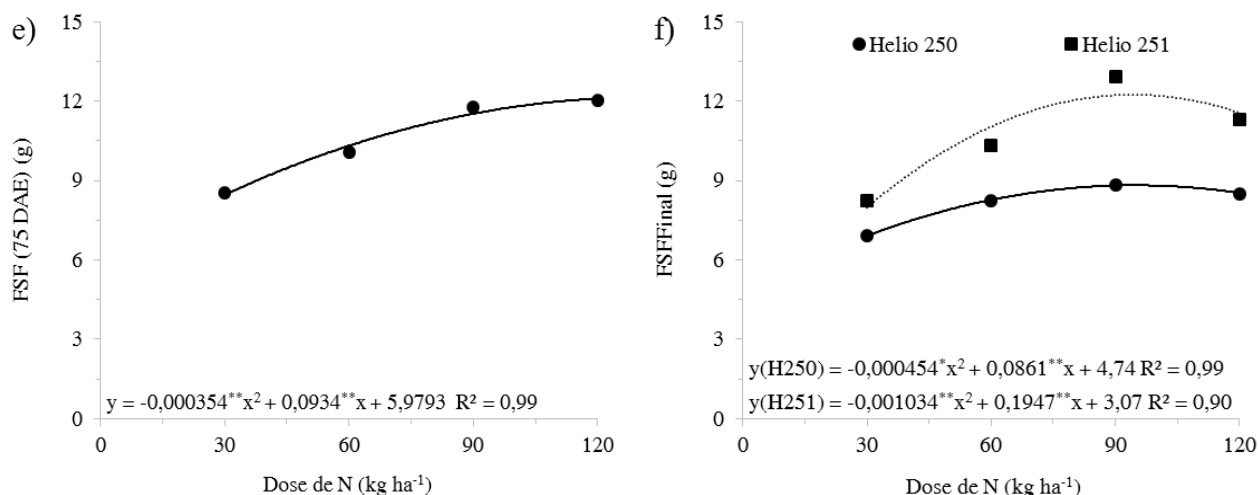 e)
15
12
9
6
3
0
FSF (75 DAE) (g)
y = -0,000354**x² + 0,0934**x + 5,9793 R² = 0,99
0 30 60 90 120
Dose de N (kg ha⁻¹)
f)
Helio 250 Helio 251
15
12
9
6
3
0
FSFFinal (g)
y(H250) = -0,000454*x² + 0,0861**x + 4,74 R² = 0,99
y(H251) = -0,001034**x² + 0,1947**x + 3,07 R² = 0,90
0 30 60 90 120
Dose de N (kg ha⁻¹)